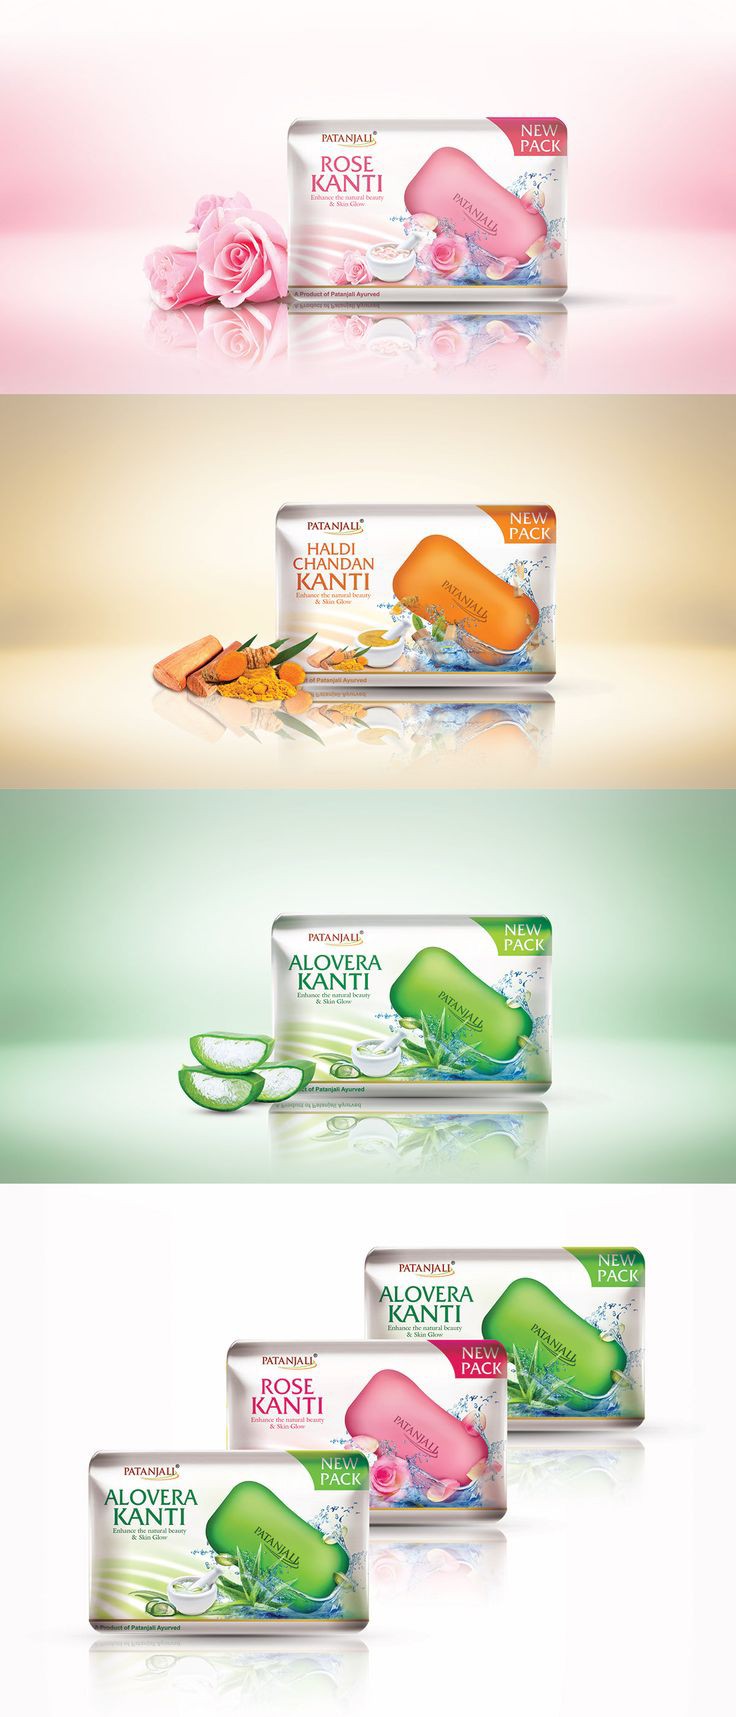 PATANJALI®
ROSE
KANTI
Enhance the natural beauty
& Skin Glow
NEW
PACK
PATANJALI
A Product of Patanjali Ayurved
PATANJALI®
HALDI
CHANDAN
KANTI
Enhance the natural beauty
& Skin Glow
NEW
PACK
PATANJALI
of Patanjali Ayurved
PATANJALI®
ALOVERA
KANTI
Enhance the natural beauty
& Skin Glow
NEW
PACK
PATANJALI
of Patanjali Ayurved
PATANJALI®
ALOVERA
KANTI
Enhance the natural beauty
& Skin Glow
NEW
PACK
PATANJALI
PATANJALI®
ROSE
KANTI
Enhance the natural beauty
& Skin Glow
NEW
PACK
PATANJALI
PATANJALI®
ALOVERA
KANTI
Enhance the natural beauty
& Skin Glow
NEW
PACK
PATANJALI
A Product of Patanjali Ayurved